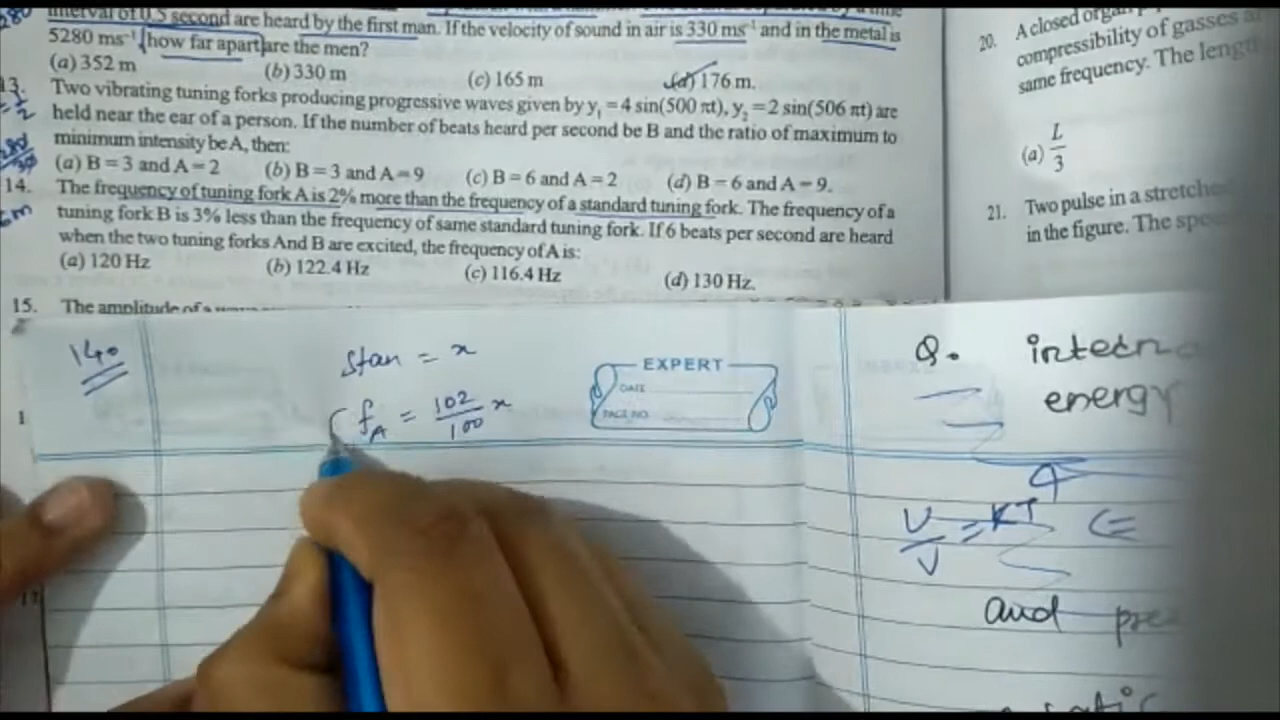 interval of 0.5 second are heard by the first man. If the velocity of sound in air is 330 ms⁻¹ and in the metal is
5280 ms⁻¹, how far apart are the men?
(a) 352 m (b) 330 m (c) 165 m (d) 176 m.
13. Two vibrating tuning forks producing progressive waves given by y₁ = 4 sin(500 πt), y₂ = 2 sin(506 πt) are
held near the ear of a person. If the number of beats heard per second be B and the ratio of maximum to
minimum intensity be A, then:
(a) B = 3 and A = 2 (b) B = 3 and A = 9 (c) B = 6 and A = 2 (d) B = 6 and A = 9.
14. The frequency of tuning fork A is 2% more than the frequency of a standard tuning fork. The frequency of a
tuning fork B is 3% less than the frequency of same standard tuning fork. If 6 beats per second are heard
when the two tuning forks And B are excited, the frequency of A is:
(a) 120 Hz (b) 122.4 Hz (c) 116.4 Hz (d) 130 Hz.
15. The amplitude of a
20. A closed organ
compressibility of gasses
same frequency. The length
(a) L/3
21. Two pulse in a stretched
in the figure. The
14.
Stan = x
f_A = 102/100 x
EXPERT
DATE
PAGE NO.
Q.
energy
= KT
and
1